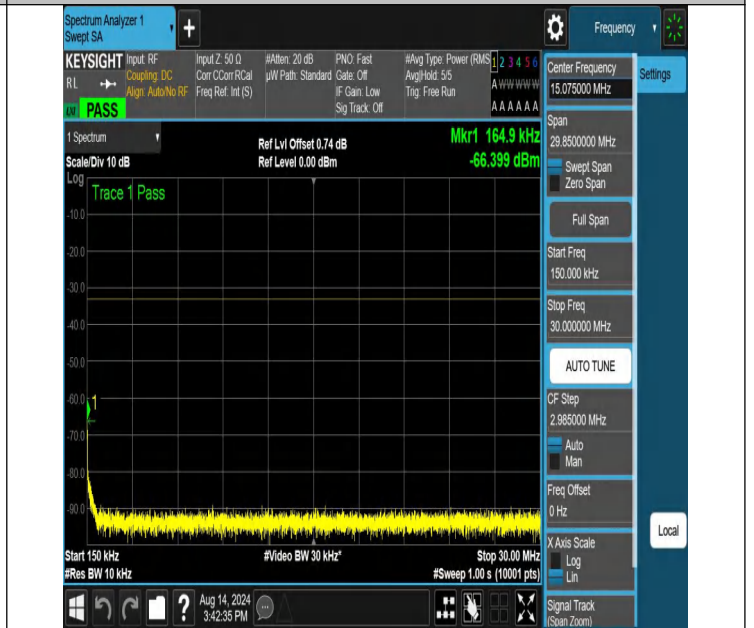 Spectrum Analyzer 1
Swept SA
+
Frequency
KEYSIGHT
RL
PASS
Input: RF
Coupling: DC
Align: Auto/No RF
Input Z: 50 Ω
Corr CCorr RCal
Freq Ref: Int (S)
#Atten: 20 dB
µW Path: Standard
PNO: Fast
Gate: Off
IF Gain: Low
Sig Track: Off
#Avg Type: Power (RMS
Avg|Hold: 5/5
Trig: Free Run
1 2 3 4 5 6
A W W W W W
A A A A A A
1 Spectrum
Scale/Div 10 dB
Ref Lvl Offset 0.74 dB
Ref Level 0.00 dBm
Mkr1 164.9 kHz
-66.399 dBm
Log
Trace 1 Pass
-10.0
-20.0
-30.0
-40.0
-50.0
-60.0
-70.0
-80.0
-90.0
1
Start 150 kHz
#Res BW 10 kHz
#Video BW 30 kHz*
Stop 30.00 MHz
#Sweep 1.00 s (10001 pts)
Aug 14, 2024
3:42:35 PM
?
Center Frequency
15.075000 MHz
Settings
Span
29.8500000 MHz
Swept Span
Zero Span
Full Span
Start Freq
150.000 kHz
Stop Freq
30.000000 MHz
AUTO TUNE
CF Step
2.985000 MHz
Auto
Man
Freq Offset
0 Hz
X Axis Scale
Log
Lin
Local
Signal Track
(Span Zoom)